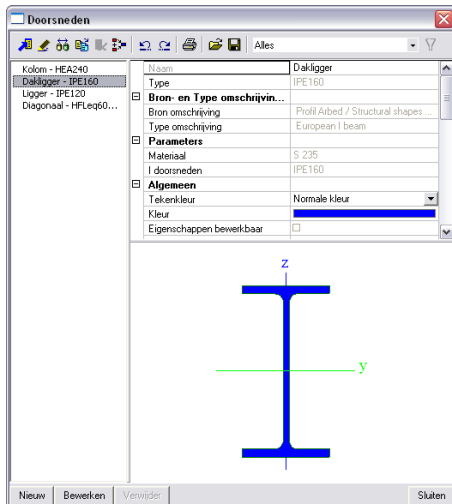 Doorsneden
Alles
Kolom - HEA240
Dakligger - IPE160
Ligger - IPE120
Diagonaal - HFLeq60...
Naam Dakligger
Type IPE160
Bron- en Type omschrijvin...
Bron omschrijving Profil Arbed / Structural shapes ...
Type omschrijving European I beam
Parameters
Materiaal S 235
I doorsneden IPE160
Algemeen
Tekenkleur Normale kleur
Kleur
Eigenschappen bewerkbaar
z
y
Nieuw Bewerken Verwijder Sluiten